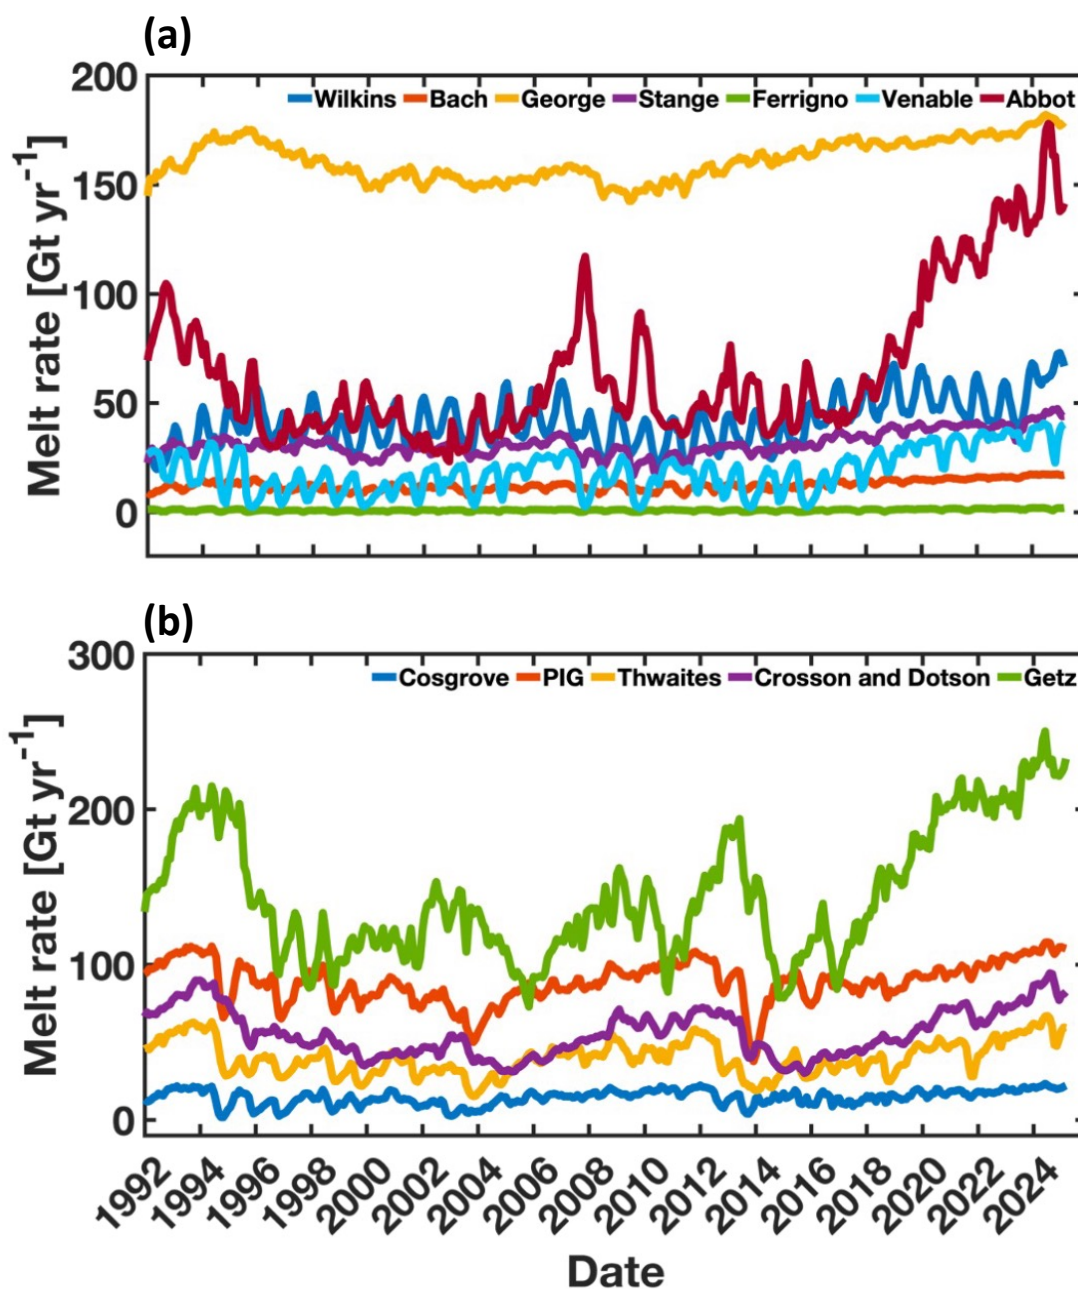 (a)
200
Wilkins Bach George Stange Ferrigno Venable Abbot
150
100
50
0
Melt rate [Gt yr⁻¹]
(b)
300
Cosgrove PIG Thwaites Crosson and Dotson Getz
200
100
0
Melt rate [Gt yr⁻¹]
1992 1994 1996 1998 2000 2002 2004 2006 2008 2010 2012 2014 2016 2018 2020 2022 2024
Date